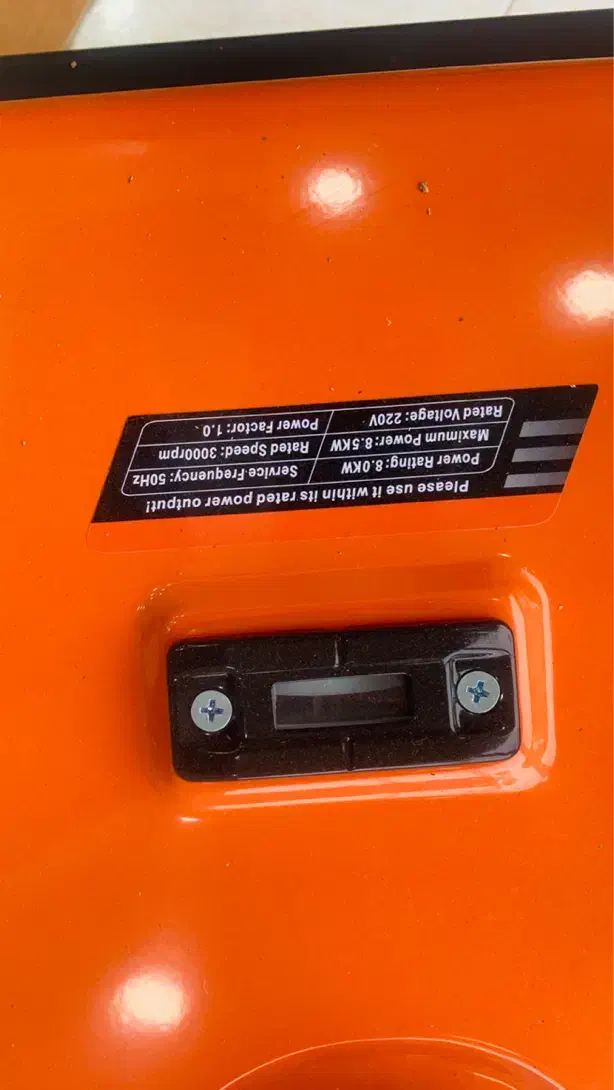 Please use it within its rated power output!
Power Rating: 8.0KW Service Frequency: 50Hz
Maximum Power: 8.5KW Rated Speed: 3000rpm
Rated Voltage: 220V Power Factor: 1.0